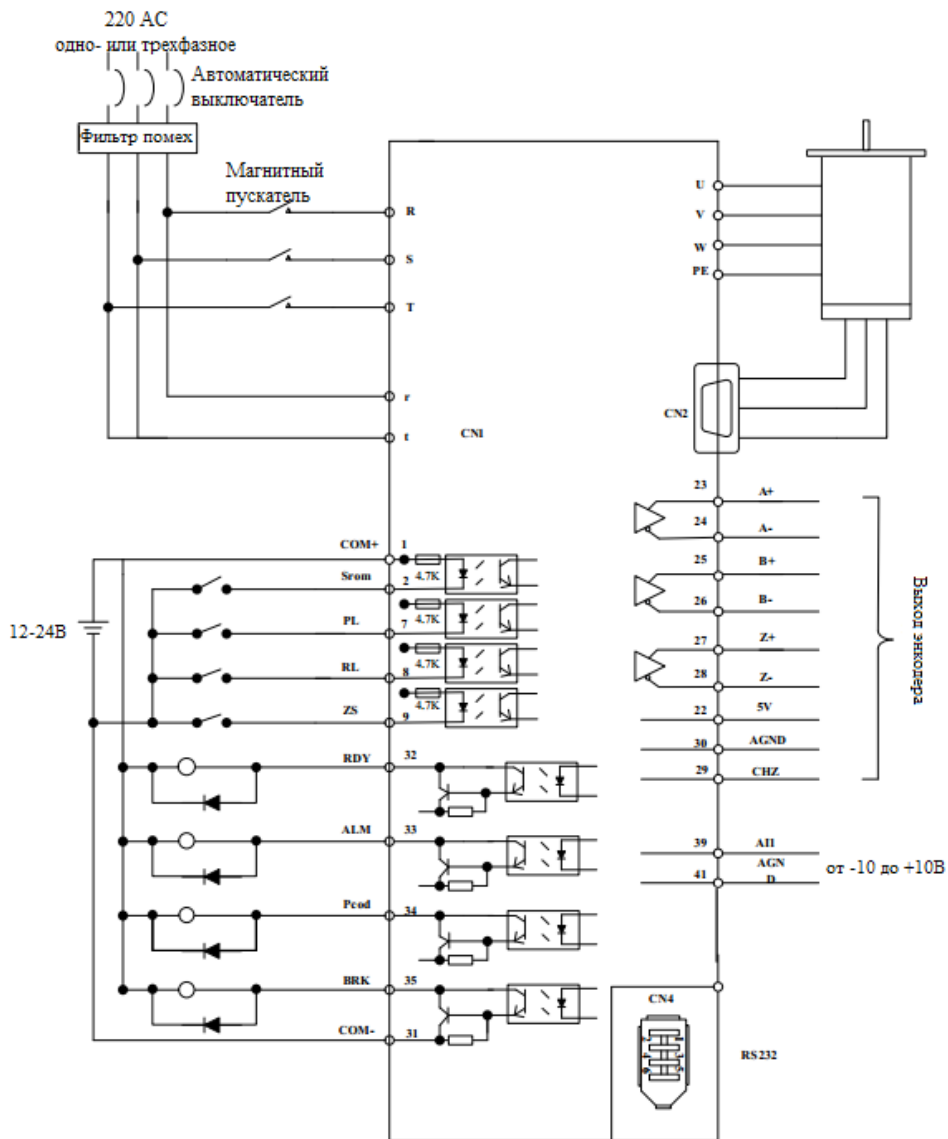 220 АС
одно- или трехфазное
Автоматический
выключатель
Фильтр помех
Магнитный
пускатель
R
S
T
r
t
CN1
U
V
W
PE
CN2
23 A+
24 A-
25 B+
26 B-
27 Z+
28 Z-
22 5V
30 AGND
29 CHZ
Выход энкодера
39 AI1
41 AGN
D
от -10 до +10В
12-24В
COM+ 1
4.7K
Srom 2
4.7K
PL 7
4.7K
RL 8
4.7K
ZS 9
RDY 32
ALM 33
Pcod 34
BRK 35
COM- 31
CN4
RS232